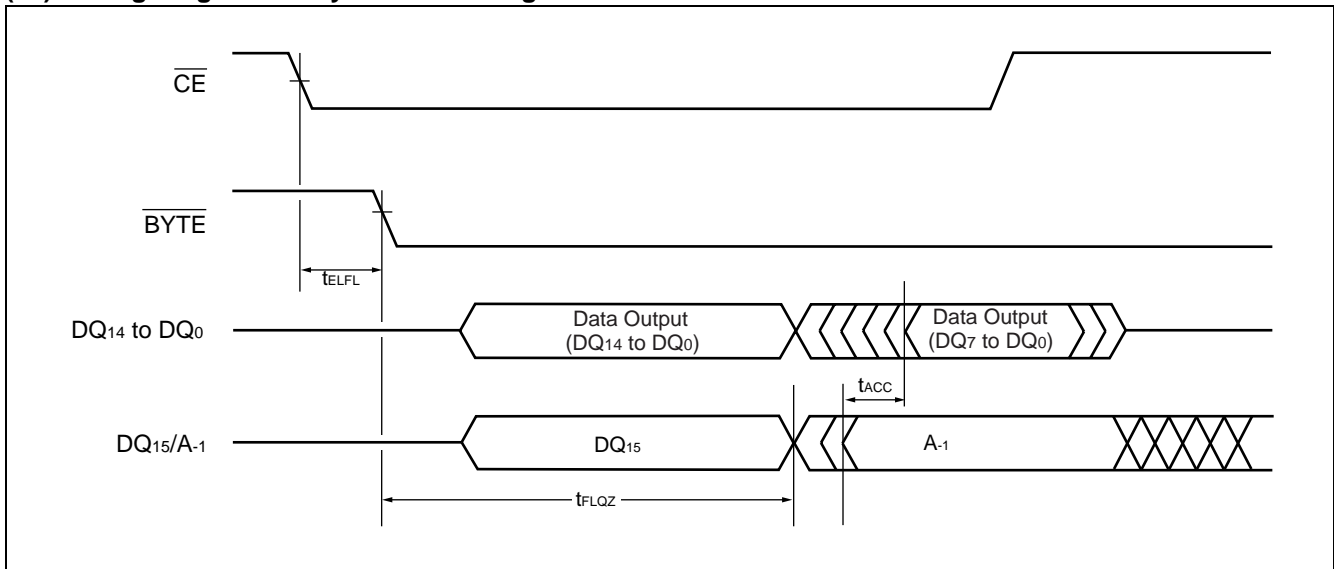 CE
BYTE
tELFL
DQ14 to DQ0
Data Output
(DQ14 to DQ0)
Data Output
(DQ7 to DQ0)
tACC
DQ15/A-1
DQ15
A-1
tFLQZ